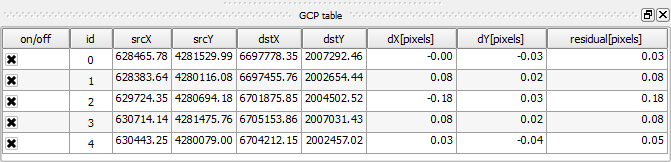 GCP table
on/off id srcX srcY dstX dstY dX[pixels] dY[pixels] residual[pixels]
0 628465.78 4281529.99 6697778.35 2007292.46 -0.00 -0.03 0.03
1 628383.64 4280116.08 6697455.76 2002654.44 0.08 0.02 0.08
2 629724.35 4280694.18 6701875.85 2004502.52 -0.18 0.03 0.18
3 630714.14 4281475.76 6705153.86 2007031.43 0.08 0.02 0.08
4 630443.25 4280079.00 6704212.15 2002457.02 0.03 -0.04 0.05